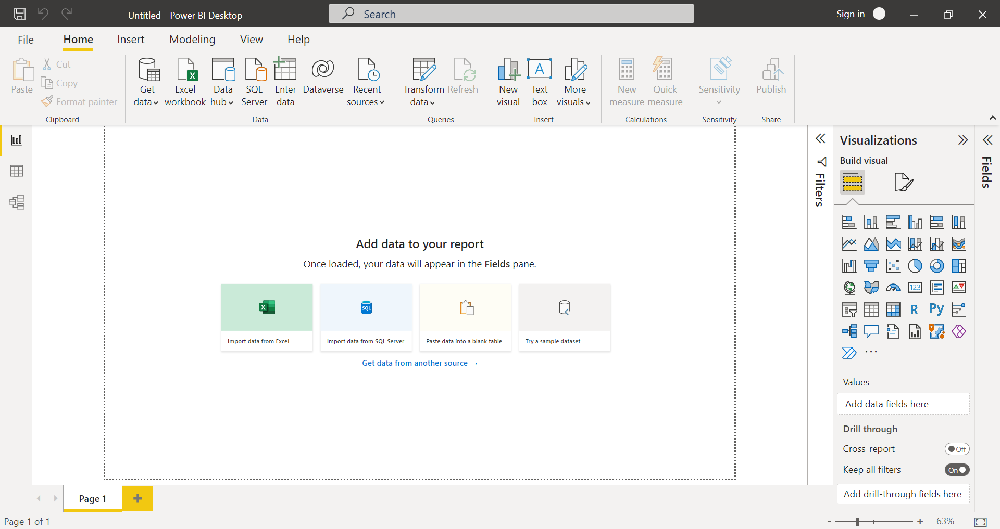 Untitled - Power BI Desktop
Search
Sign in
File
Home
Insert
Modeling
View
Help
Paste
Cut
Copy
Format painter
Clipboard
Get
data
Excel
workbook
Data
hub
SQL
Server
Enter
data
Dataverse
Recent
sources
Data
Transform
data
Refresh
Queries
New
visual
A
Text
box
More
visuals
Insert
New
measure
Quick
measure
Calculations
Sensitivity
Sensitivity
Publish
Share
Add data to your report
Once loaded, your data will appear in the Fields pane.
X
Import data from Excel
SQL
Import data from SQL Server
Paste data into a blank table
Try a sample dataset
Get data from another source →
Filters
Visualizations
Build visual
123
R
Py
Values
Add data fields here
Drill through
Cross-report
Off
Keep all filters
On
Add drill-through fields here
Fields
Page 1
+
Page 1 of 1
- + 63%